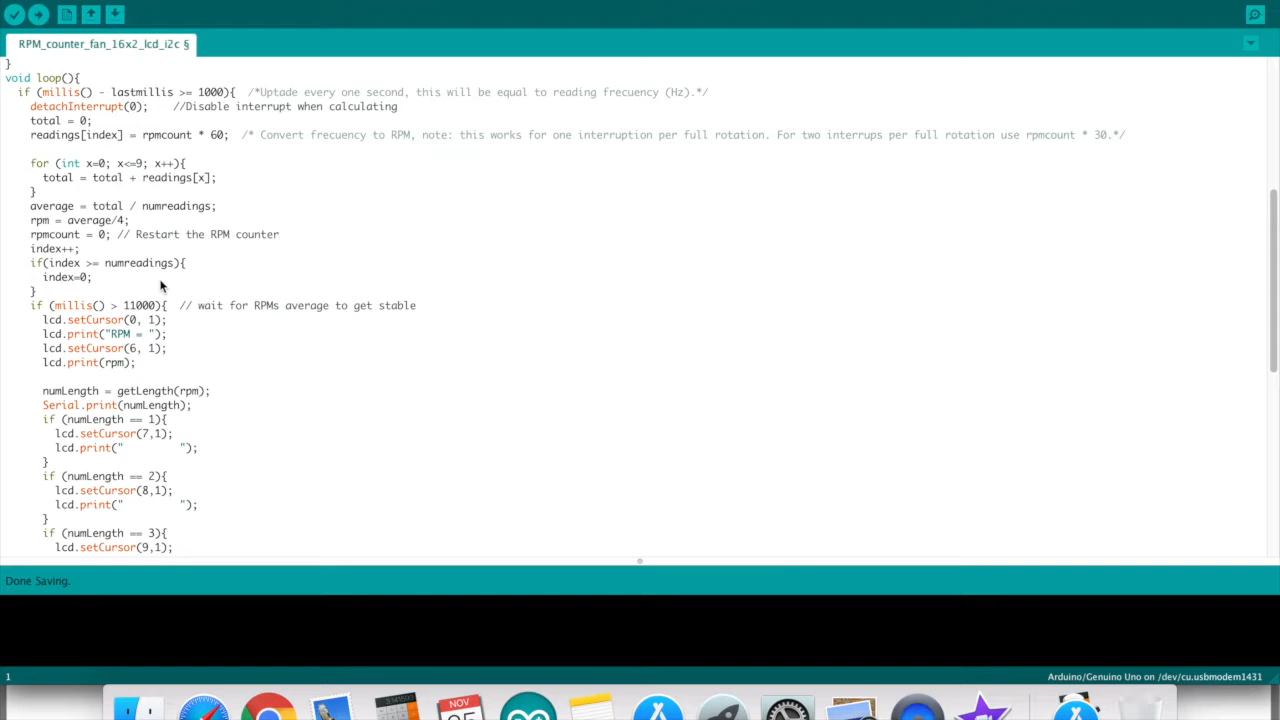 RPM_counter_fan_16x2_lcd_i2c §
}
void loop(){
if (millis() - lastmillis >= 1000){ /*Uptade every one second, this will be equal to reading frecuency (Hz).*/
detachInterrupt(0); //Disable interrupt when calculating
total = 0;
readings[index] = rpmcount * 60; /* Convert frecuency to RPM, note: this works for one interruption per full rotation. For two interrups per full rotation use rpmcount * 30.*/
for (int x=0; x<=9; x++){
total = total + readings[x];
}
average = total / numreadings;
rpm = average/4;
rpmcount = 0; // Restart the RPM counter
index++;
if(index >= numreadings){
index=0;
}
if (millis() > 11000){ // wait for RPMs average to get stable
lcd.setCursor(0, 1);
lcd.print("RPM = ");
lcd.setCursor(6, 1);
lcd.print(rpm);
numLength = getLength(rpm);
Serial.print(numLength);
if (numLength == 1){
lcd.setCursor(7,1);
lcd.print("         ");
}
if (numLength == 2){
lcd.setCursor(8,1);
lcd.print("         ");
}
if (numLength == 3){
lcd.setCursor(9,1);
Done Saving.
1
Arduino/Genuino Uno on /dev/cu.usbmodem1431
NOV